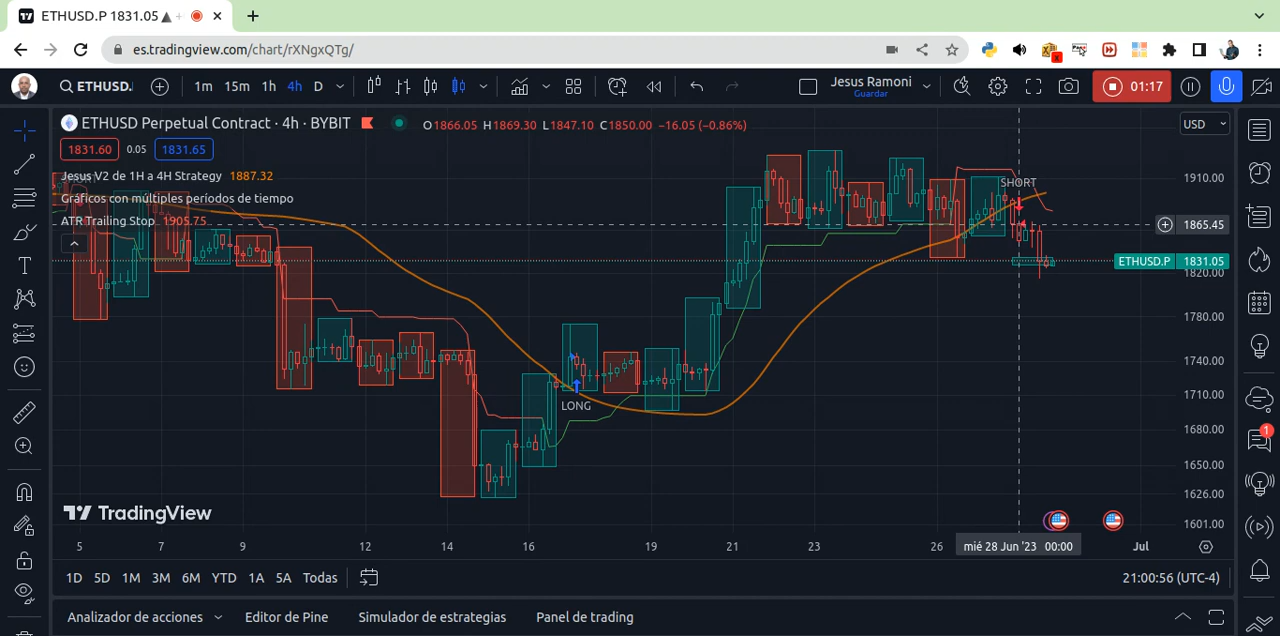 ETHUSD.P 1831.05
es.tradingview.com/chart/rXNgxQTg/
ETHUSD. 1m 15m 1h 4h D Jesus Ramoni 01:17
Guardar
ETHUSD Perpetual Contract · 4h · BYBIT O1866.05 H1869.30 L1847.10 C1850.00 −16.05 (−0.86%) USD
1831.60 0.05 1831.65
Jesus V2 de 1H a 4H Strategy 1887.32
Gráficos con múltiples períodos de tiempo
ATR Trailing Stop 1905.75
SHORT
LONG
1910.00
1865.45
ETHUSD.P 1831.05
1820.00
1780.00
1740.00
1710.00
1680.00
1650.00
1626.00
1601.00
TradingView
5 7 9 12 14 16 19 21 23 26 mié 28 Jun '23 00:00 Jul
1D 5D 1M 3M 6M YTD 1A 5A Todas 21:00:56 (UTC-4)
Analizador de acciones Editor de Pine Simulador de estrategias Panel de trading
1